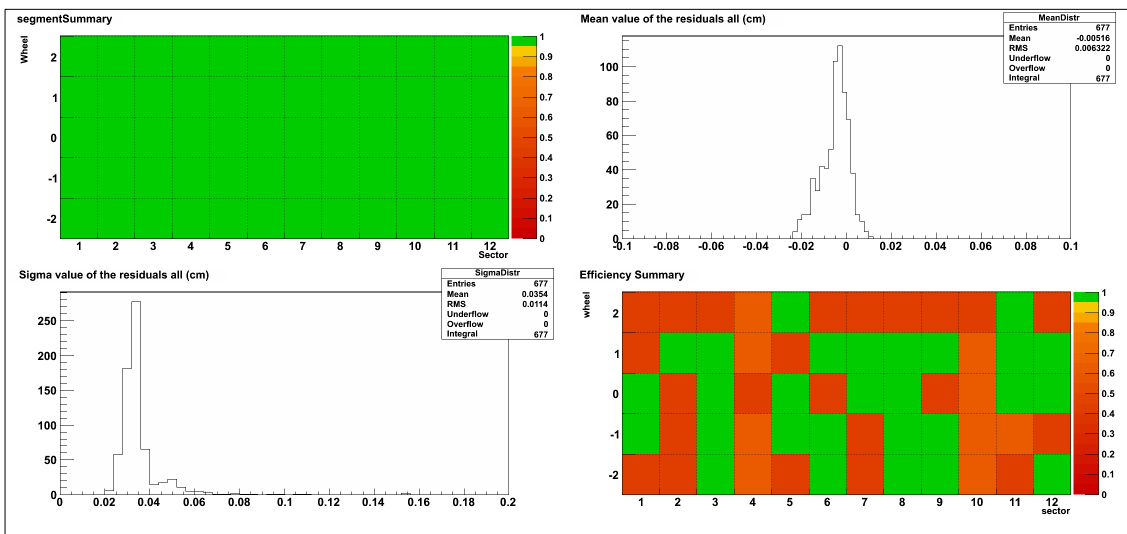 segmentSummary
Wheel
2
1
0
-1
-2
1 2 3 4 5 6 7 8 9 10 11 12
Sector
1
0.9
0.8
0.7
0.6
0.5
0.4
0.3
0.2
0.1
0
Mean value of the residuals all (cm)
MeanDistr
Entries 677
Mean -0.00516
RMS 0.006322
Underflow 0
Overflow 0
Integral 677
100
80
60
40
20
0
-0.1 -0.08 -0.06 -0.04 -0.02 0 0.02 0.04 0.06 0.08 0.1
Sigma value of the residuals all (cm)
SigmaDistr
Entries 677
Mean 0.0354
RMS 0.0114
Underflow 0
Overflow 0
Integral 677
250
200
150
100
50
0
0 0.02 0.04 0.06 0.08 0.1 0.12 0.14 0.16 0.18 0.2
Efficiency Summary
wheel
2
1
0
-1
-2
1 2 3 4 5 6 7 8 9 10 11 12
sector
1
0.9
0.8
0.7
0.6
0.5
0.4
0.3
0.2
0.1
0